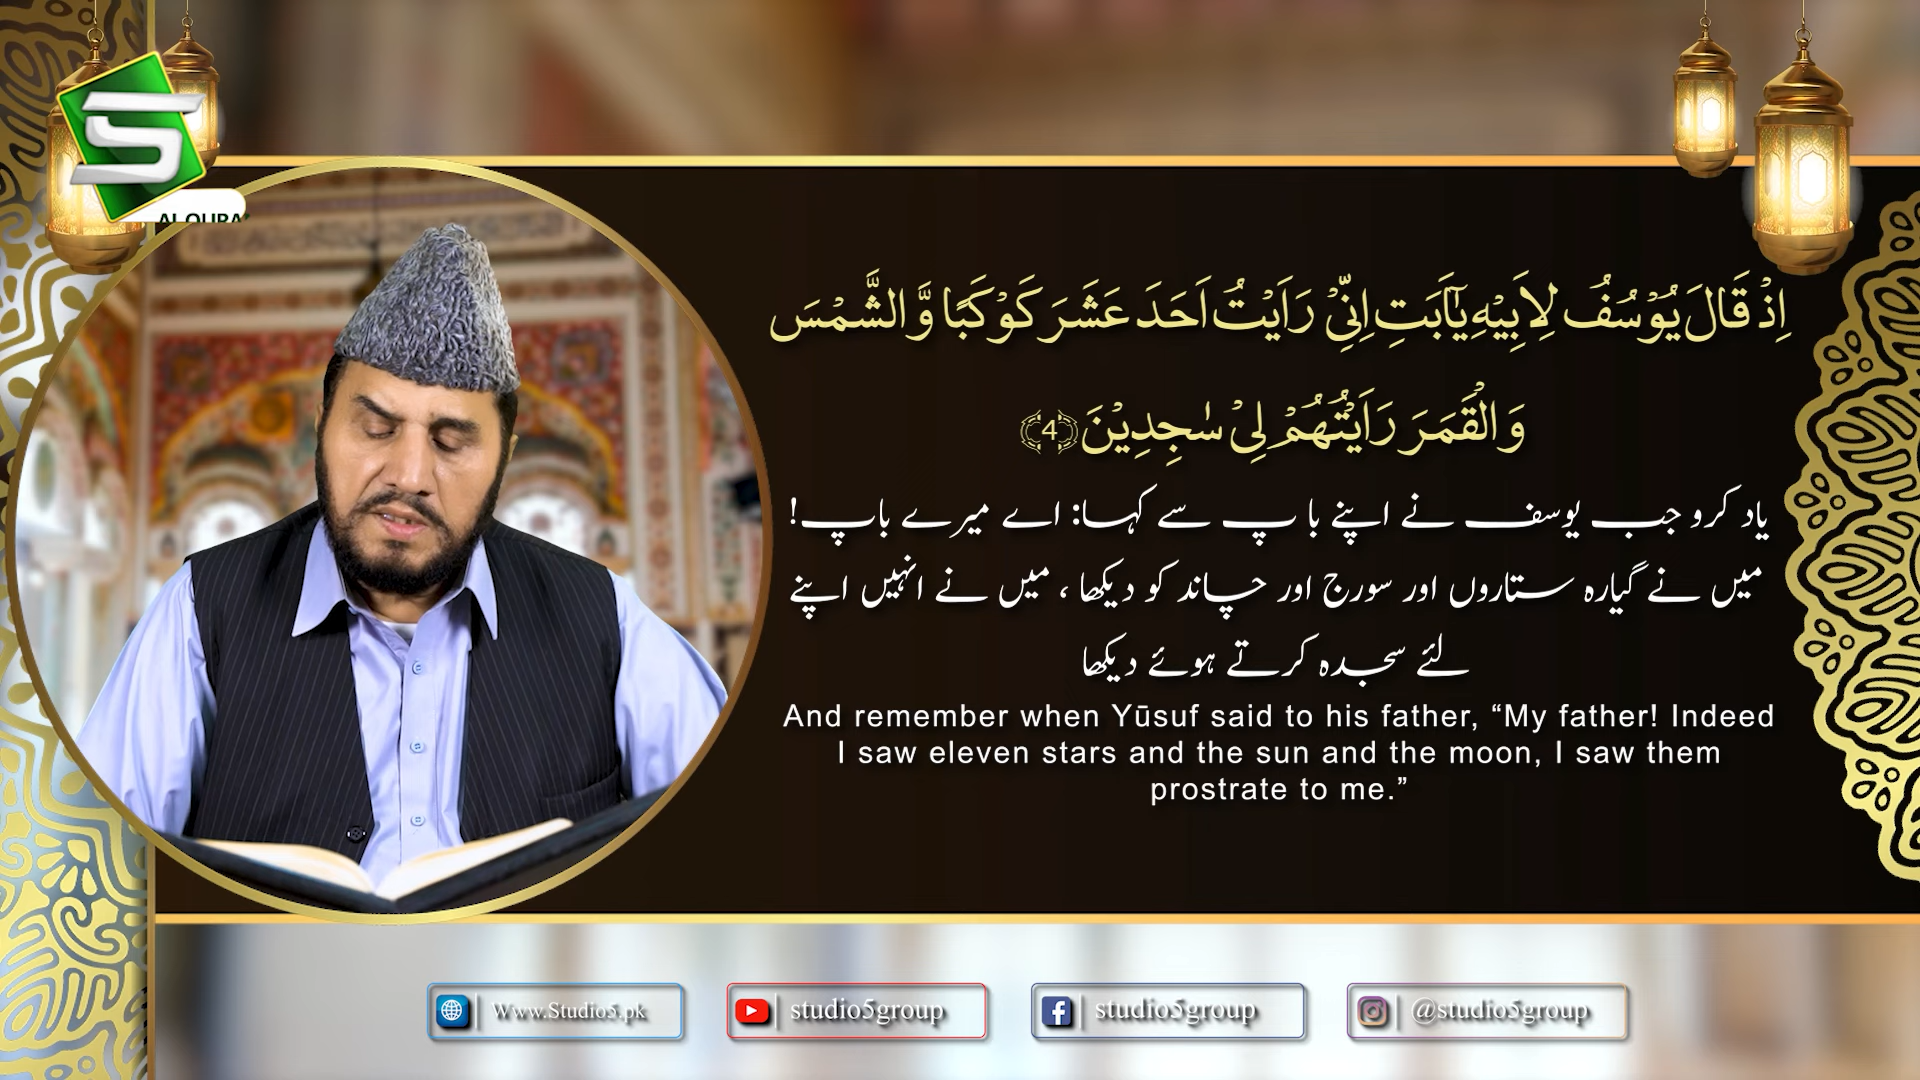 ALQURA
اِذْ قَالَ یُوْسُفُ لِاَبِیْهِ یٰۤاَبَتِ اِنِّیْ رَاَیْتُ اَحَدَ عَشَرَ كَوْكَبًا وَّ الشَّمْسَ
وَ الْقَمَرَ رَاَیْتُهُمْ لِیْ سٰجِدِیْنَ ﴿4﴾
یاد کرو جب یوسف نے اپنے باپ سے کہا: اے میرے باپ!
میں نے گیارہ ستاروں اور سورج اور چاند کو دیکھا، میں نے انہیں اپنے
لئے سجدہ کرتے ہوئے دیکھا
And remember when Yūsuf said to his father, “My father! Indeed
I saw eleven stars and the sun and the moon, I saw them
prostrate to me.”
Www.Studio5.pk studio5group studio5group @studio5group